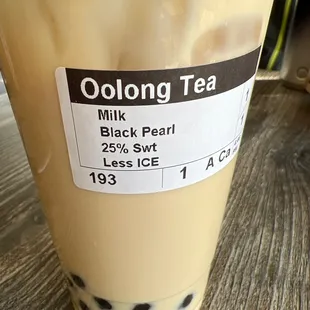 Oolong Tea
Milk
Black Pearl
25% Swt
Less ICE
193 1 A Ca